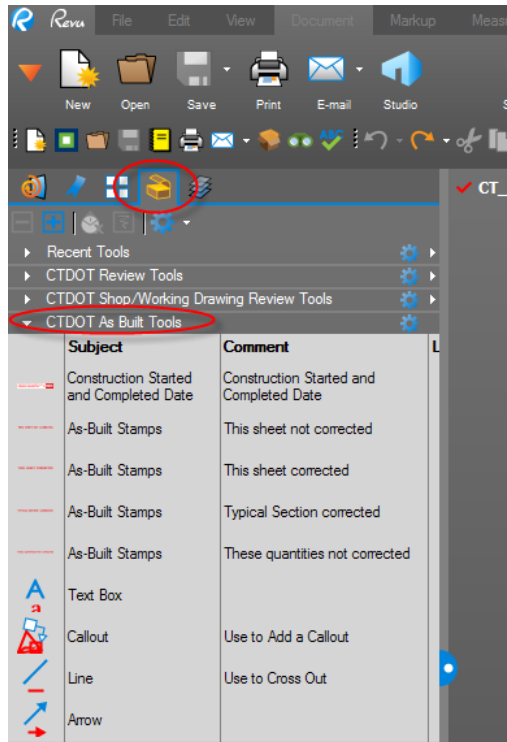 Revu File Edit View Document Markup Meas
New Open Save Print E-mail Studio S
ABC
CT_
Recent Tools
CTDOT Review Tools
CTDOT Shop/Working Drawing Review Tools
CTDOT As Built Tools
Subject Comment L
Construction Started Construction Started and
and Completed Date Completed Date
As-Built Stamps This sheet not corrected
As-Built Stamps This sheet corrected
As-Built Stamps Typical Section corrected
As-Built Stamps These quantities not corrected
A
a Text Box
Callout Use to Add a Callout
Line Use to Cross Out
Arrow